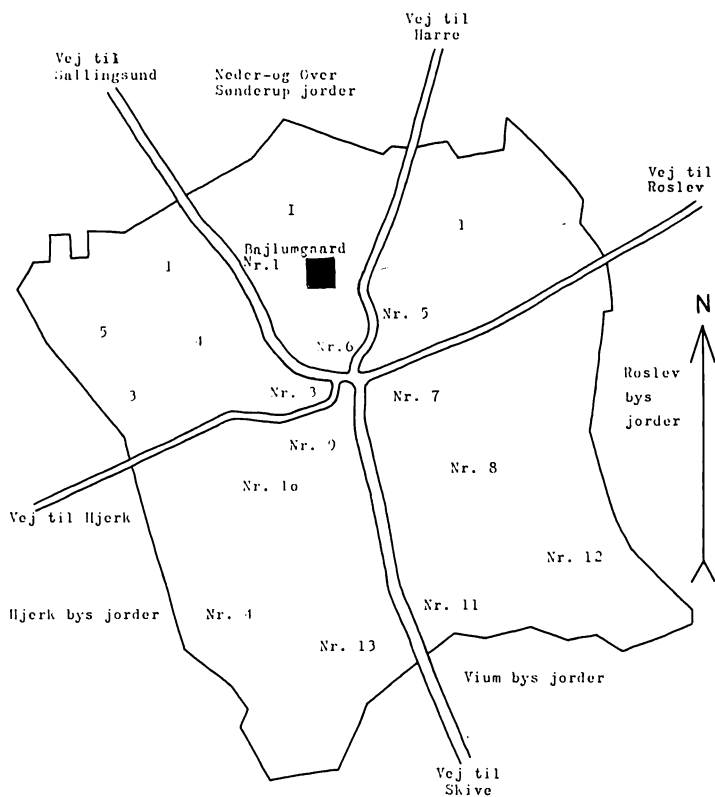 Vej til
Harre
Vej til
Sallingsund
Neder-og Over
Sønderup jorder
Vej til
Roslev
I
1
Bajlumgaard
Nr.1
1
Nr. 5
5
4
Nr.6
N
Roslev
bys
jorder
3
Nr. 3
Nr. 7
Nr. 9
Nr. 8
Nr. 1o
Vej til Hjerk
Nr. 12
Hjerk bys jorder
Nr. 4
Nr. 11
Nr. 13
Vium bys jorder
Vej til
Skive